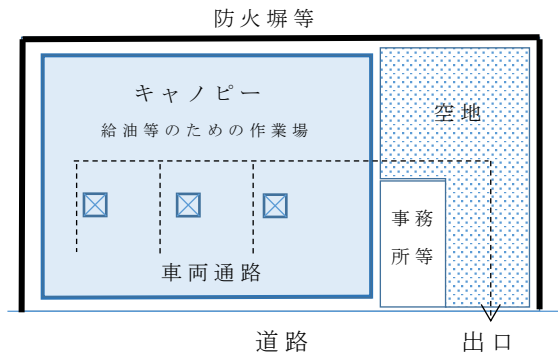 防火塀等
キャノピー
空地
給油等のための作業場
事務
所等
車両通路
道路
出口